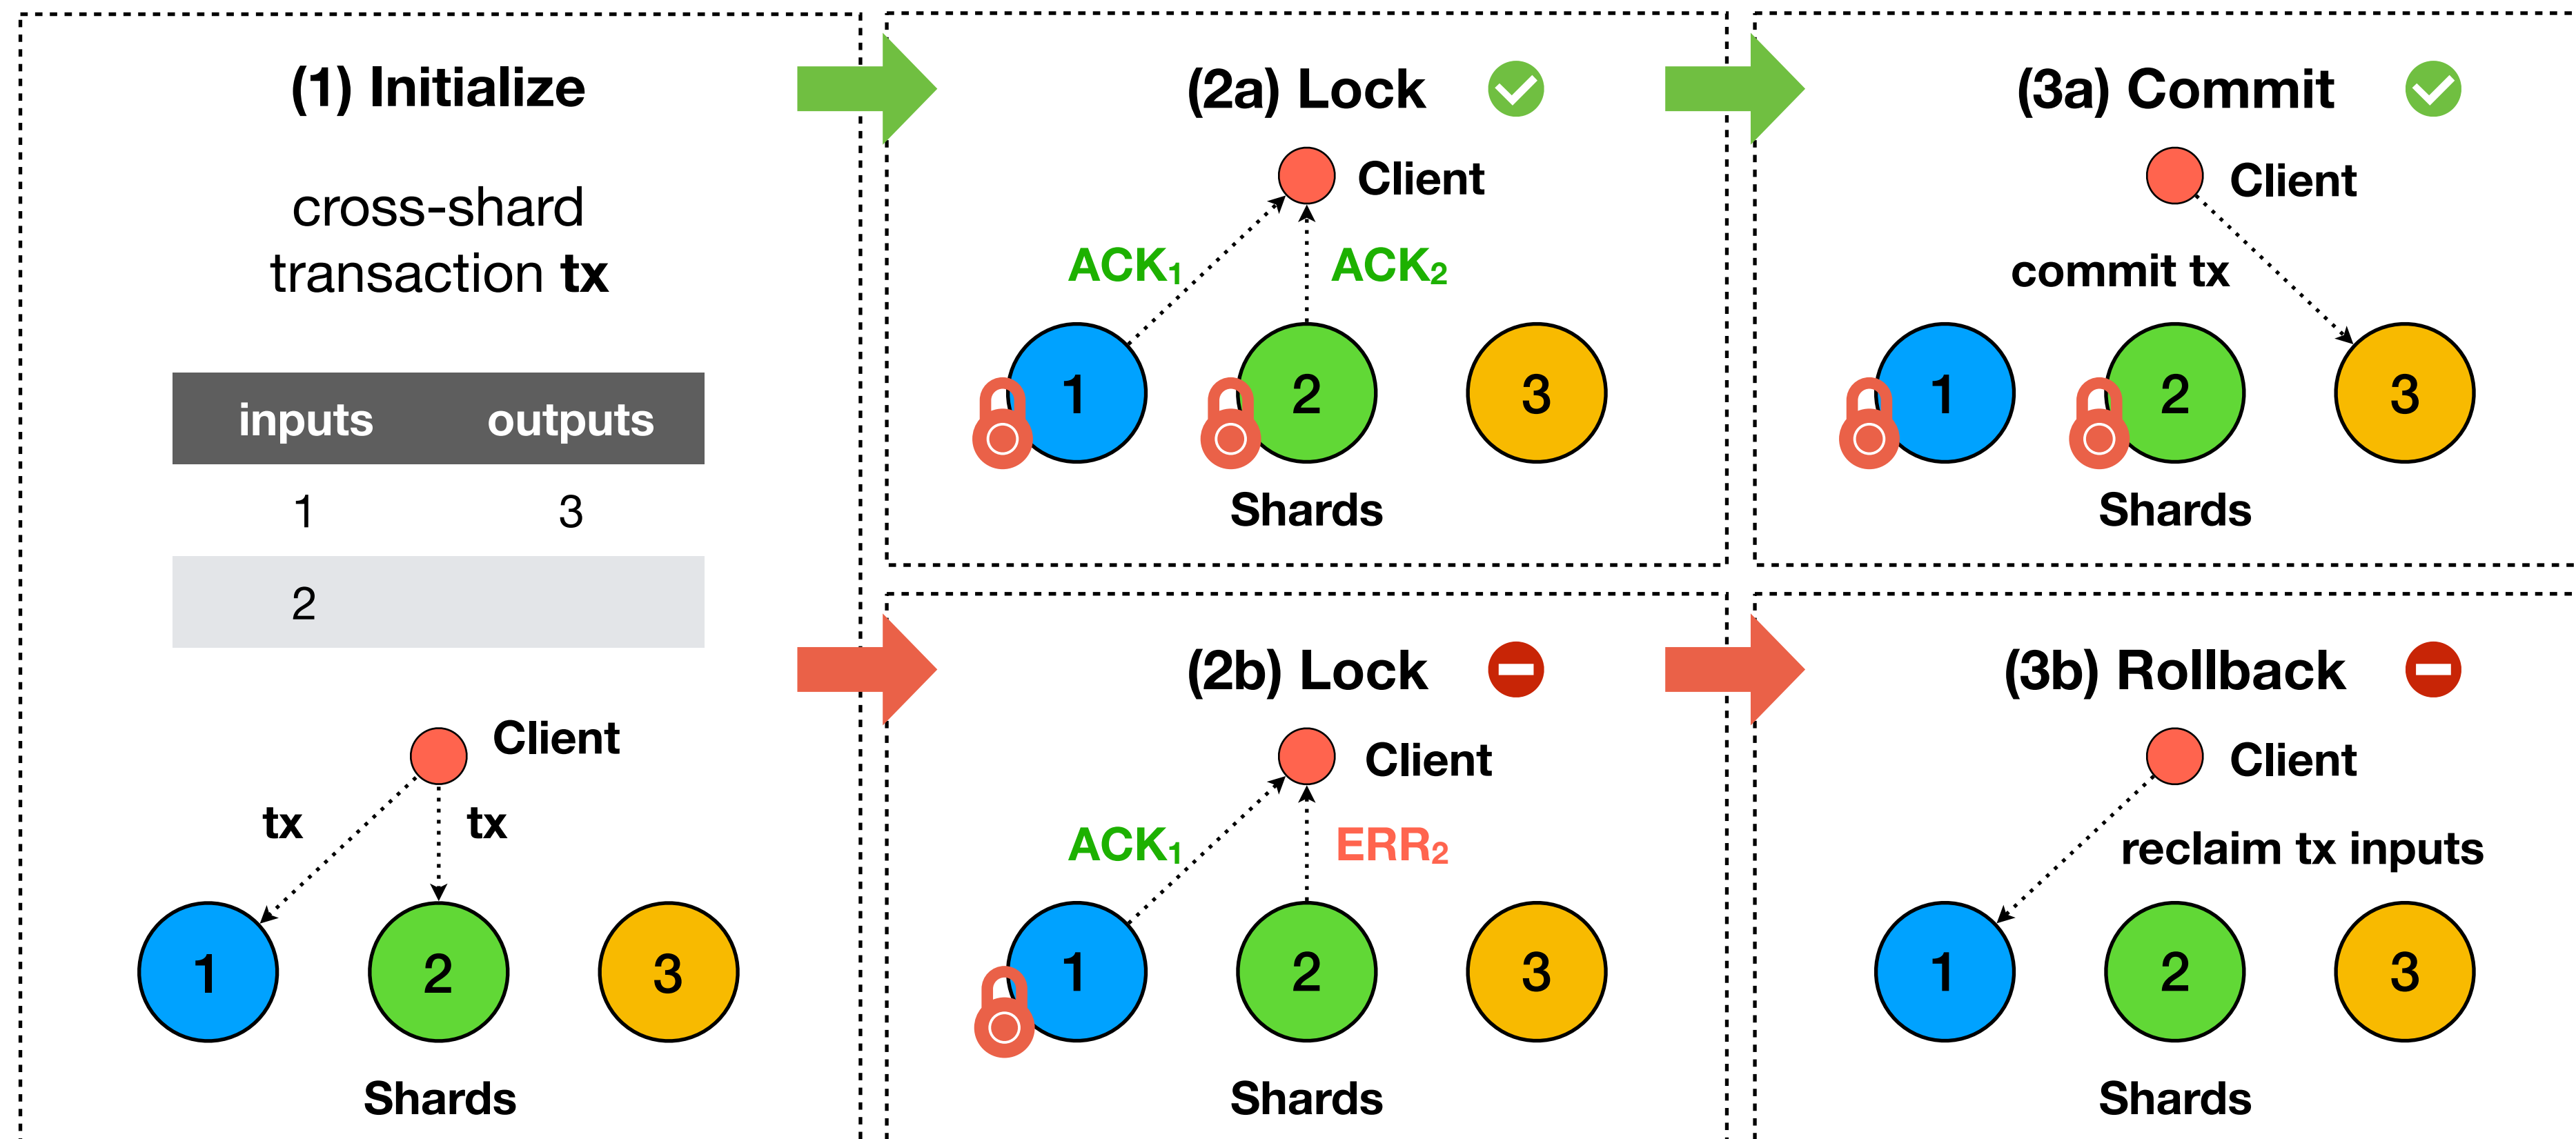 (1) Initialize
cross-shard
transaction tx
inputs outputs
1 3
2
Client
tx tx
1 2 3
Shards
(2a) Lock
Client
ACK₁ ACK₂
1 2 3
Shards
(3a) Commit
Client
commit tx
1 2 3
Shards
(2b) Lock
Client
ACK₁ ERR₂
1 2 3
Shards
(3b) Rollback
Client
reclaim tx inputs
1 2 3
Shards